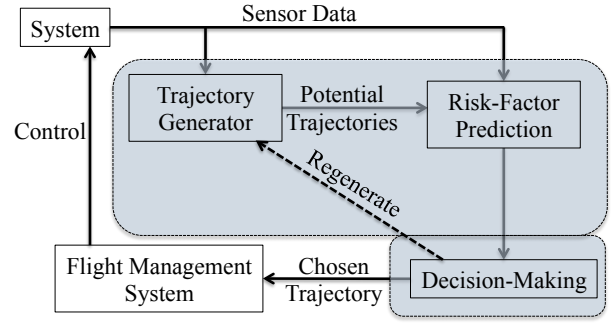 System
Sensor Data
Trajectory
Generator
Potential
Trajectories
Risk-Factor
Prediction
Control
Regenerate
Flight Management
System
Chosen
Trajectory
Decision-Making